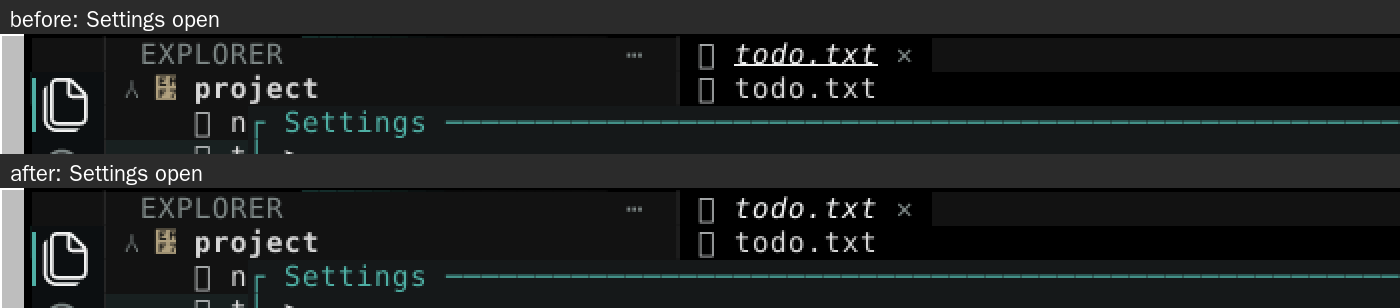 before: Settings open
EXPLORER ··· todo.txt ×
project todo.txt
n Settings
after: Settings open
EXPLORER ··· todo.txt ×
project todo.txt
n Settings